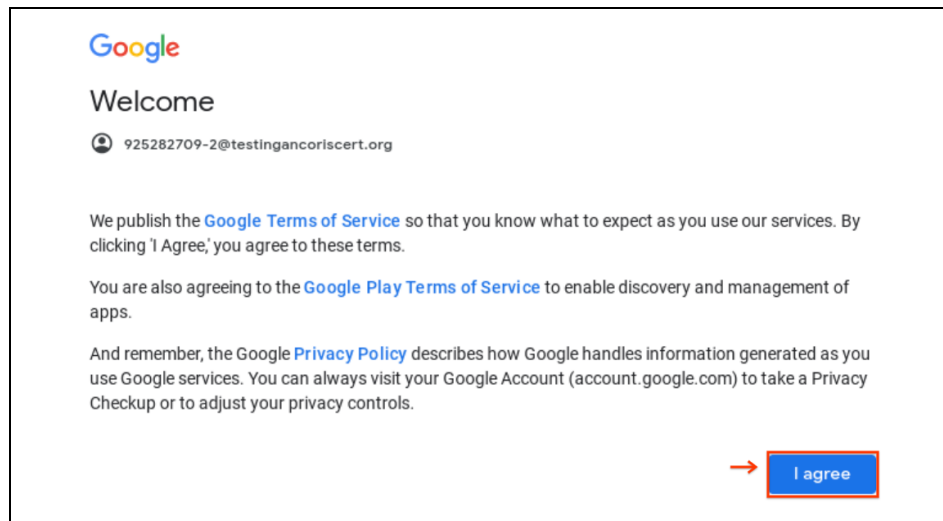 Google
Welcome
925282709-2@testingancoriscert.org
We publish the Google Terms of Service so that you know what to expect as you use our services. By
clicking 'I Agree,' you agree to these terms.
You are also agreeing to the Google Play Terms of Service to enable discovery and management of
apps.
And remember, the Google Privacy Policy describes how Google handles information generated as you
use Google services. You can always visit your Google Account (account.google.com) to take a Privacy
Checkup or to adjust your privacy controls.
I agree